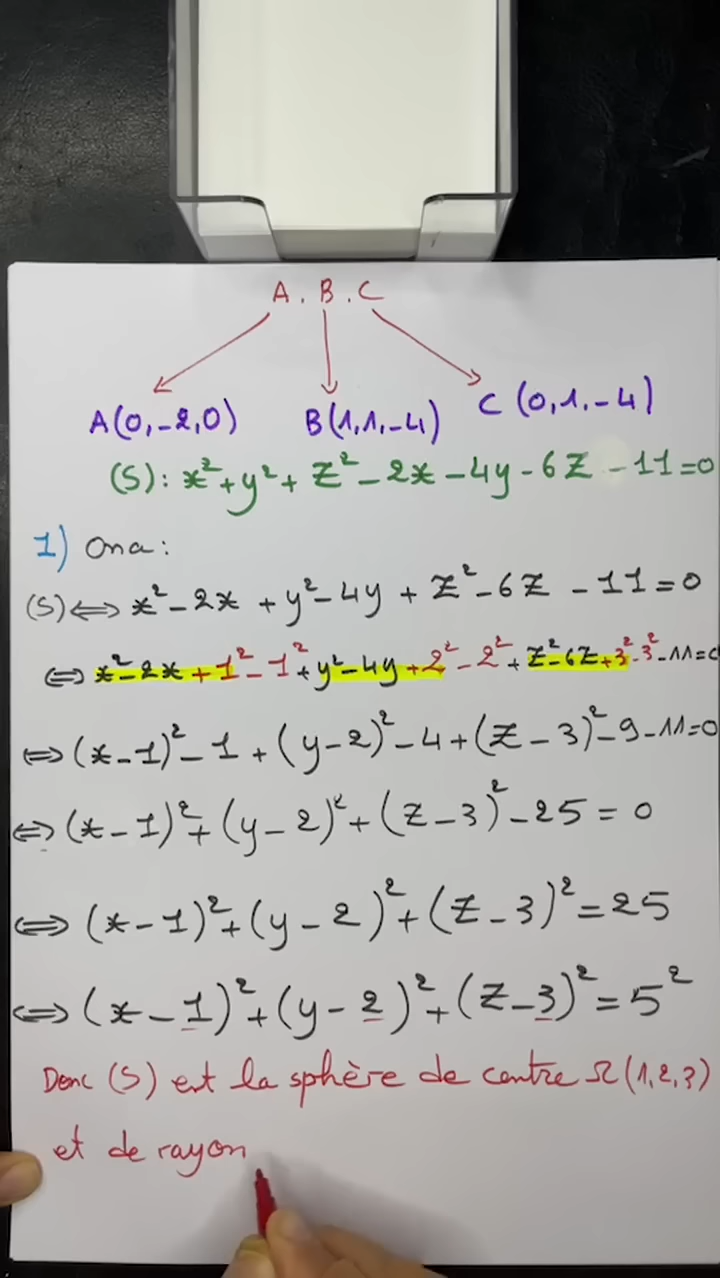 A . B . C
A(0,-2,0) B(1,1,-4) C(0,1,-4)
(S): x²+y²+z²-2x-4y-6z-11=0
1) Ona:
(S)⟺x²-2x+y²-4y+z²-6z-11=0
⟺x²-2x+1²-1²+y²-4y+2²-2²+z²-6z+3²-3²-11=0
⟺(x-1)²-1+(y-2)²-4+(z-3)²-9-11=0
⟺(x-1)²+(y-2)²+(z-3)²-25=0
⟺(x-1)²+(y-2)²+(z-3)²=25
⟺(x-1)²+(y-2)²+(z-3)²=5²
Donc (S) est la sphère de centre Ω(1,2,3)
et de rayon